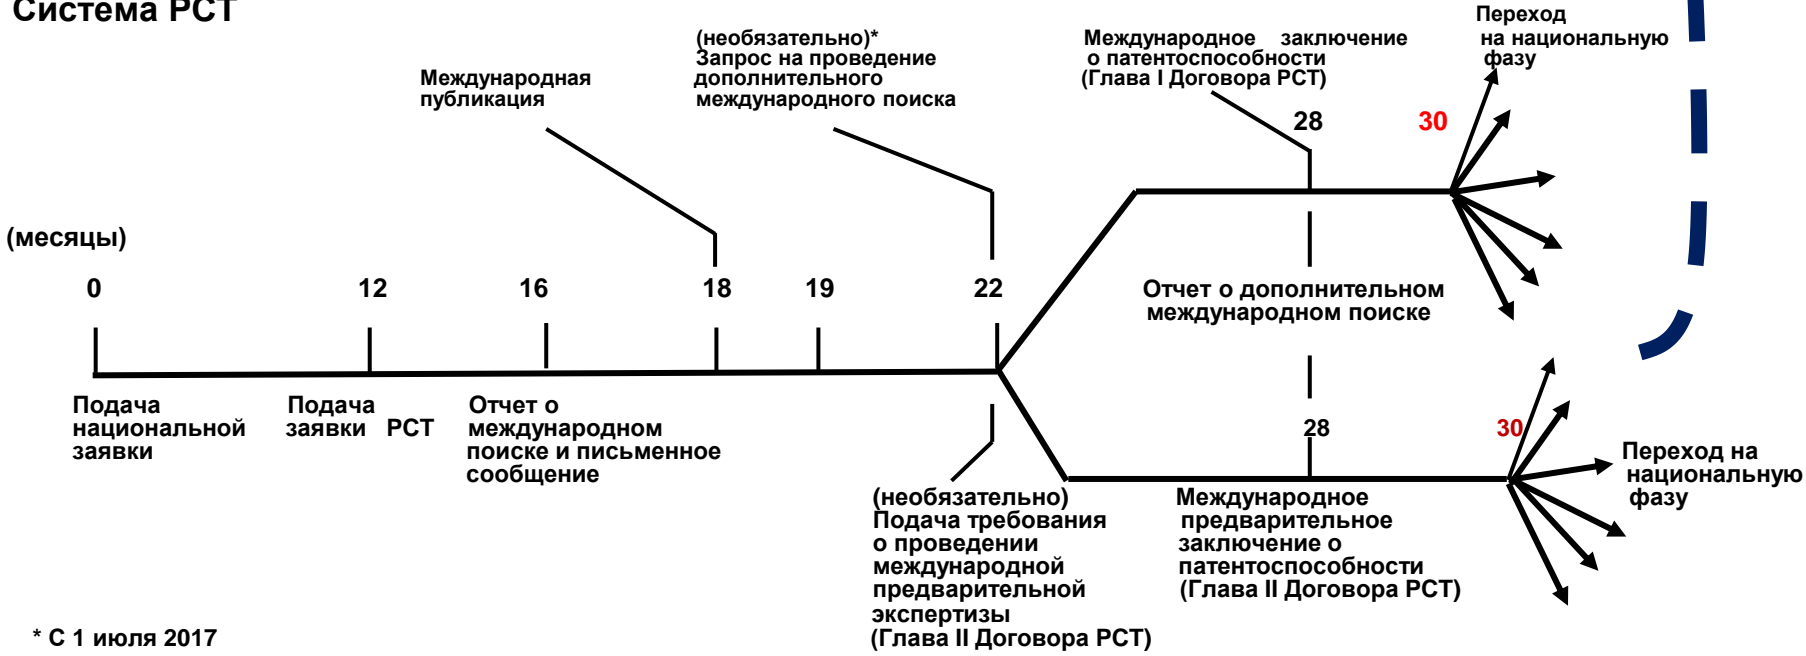 Система РСТ
Переход
на национальную
фазу
(необязательно)*
Запрос на проведение
дополнительного
международного поиска
Международное заключение
о патентоспособности
(Глава I Договора РСТ)
Международная
публикация
28
30
(месяцы)
0
12
16
18
19
22
Отчет о дополнительном
международном поиске
Подача
национальной
заявки
Подача
заявки РСТ
Отчет о
международном
поиске и письменное
сообщение
28
30
Переход на
национальную
фазу
(необязательно)
Подача требования
о проведении
международной
предварительной
экспертизы
(Глава II Договора РСТ)
Международное
предварительное
заключение о
патентоспособности
(Глава II Договора РСТ)
* С 1 июля 2017